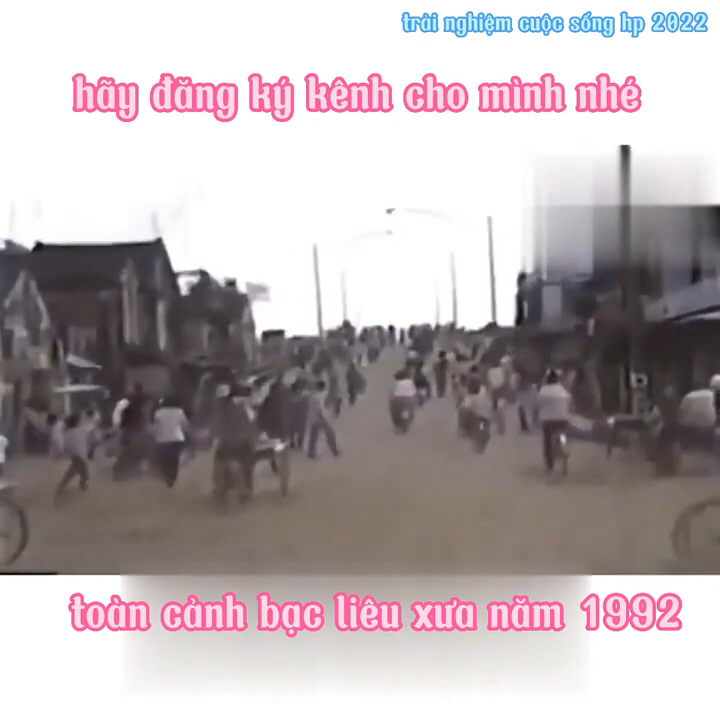 trải nghiệm cuộc sống hp 2022
hãy đăng ký kênh cho mình nhé
toàn cảnh bạc liêu xưa năm 1992